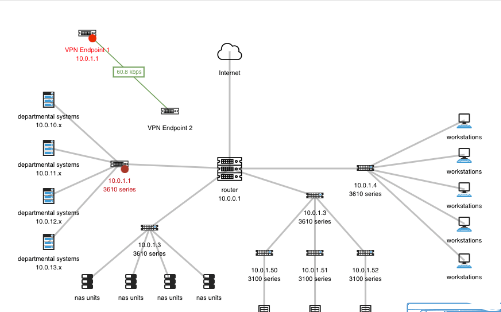 VPN Endpoint 1
10.0.1.1
60.8 kbps
Internet
departmental systems
10.0.10.x
VPN Endpoint 2
workstations
departmental systems
10.0.11.x
workstations
10.0.1.1
3610 series
router
10.0.0.1
10.0.1.4
3610 series
workstations
departmental systems
10.0.12.x
10.0.1.3
3610 series
workstations
10.0.1.3
3610 series
departmental systems
10.0.13.x
workstations
10.0.1.50
3100 series
10.0.1.51
3100 series
10.0.1.52
3100 series
nas units
nas units
nas units
nas units